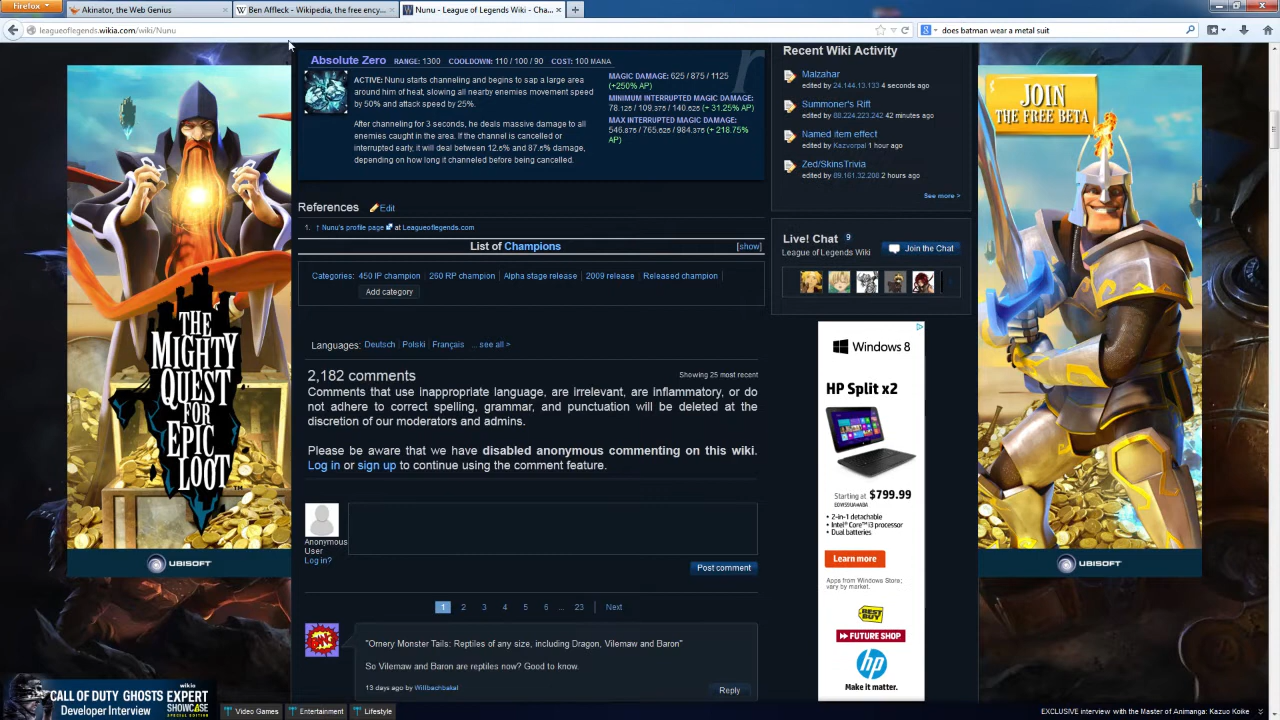 Firefox
Akinator, the Web Genius
Ben Affleck - Wikipedia, the free ency...
Nunu - League of Legends Wiki - Cha...
leagueoflegends.wikia.com/wiki/Nunu
does batman wear a metal suit
Absolute Zero RANGE: 1300 COOLDOWN: 110 / 100 / 90 COST: 100 MANA
ACTIVE: Nunu starts channeling and begins to sap a large area
around him of heat, slowing all nearby enemies movement speed
by 50% and attack speed by 25%.
After channeling for 3 seconds, he deals massive damage to all
enemies caught in the area. If the channel is cancelled or
interrupted early, it will deal between 12.5% and 87.5% damage,
depending on how long it channeled before being cancelled.
MAGIC DAMAGE: 625 / 875 / 1125
(+250% AP)
MINIMUM INTERRUPTED MAGIC DAMAGE:
78.125 / 109.375 / 140.625 (+ 31.25% AP)
MAX INTERRUPTED MAGIC DAMAGE:
546.875 / 765.625 / 984.375 (+ 218.75%
AP)
References Edit
1. ↑ Nunu's profile page at Leagueoflegends.com
List of Champions [show]
Categories: 450 IP champion | 260 RP champion | Alpha stage release | 2009 release | Released champion |
Add category
Languages: Deutsch | Polski | Français ... see all >
2,182 comments
Showing 25 most recent
Comments that use inappropriate language, are irrelevant, are inflammatory, or do
not adhere to correct spelling, grammar, and punctuation will be deleted at the
discretion of our moderators and admins.
Please be aware that we have disabled anonymous commenting on this wiki.
Log in or sign up to continue using the comment feature.
Anonymous
User
Log in?
Post comment
1 2 3 4 5 6 ... 23 | Next
"Ornery Monster Tails: Reptiles of any size, including Dragon, Vilemaw and Baron"
So Vilemaw and Baron are reptiles now? Good to know.
13 days ago by Willbachbakal
Reply
Recent Wiki Activity
Malzahar
edited by 24.144.13.133 4 seconds ago
Summoner's Rift
edited by 88.224.223.242 42 minutes ago
Named item effect
edited by Kazvorpal 1 hour ago
Zed/SkinsTrivia
edited by 89.161.32.208 2 hours ago
See more >
Live! Chat 9
League of Legends Wiki
Join the Chat
Windows 8
HP Split x2
Starting at $799.99
• 2-in-1 detachable
• Intel® Core™ i3 processor
• Dual batteries
Learn more
Apps from Windows Store;
vary by market.
BEST
BUY
FUTURE SHOP
hp
Make it matter.
THE
MIGHTY
QUEST
FOR
EPIC
LOOT
UBISOFT
JOIN
THE FREE BETA
UBISOFT
wikia
CALL OF DUTY GHOSTS EXPERT
SHOWCASE
SPECIAL EDITION
Developer Interview
Video Games
Entertainment
Lifestyle
EXCLUSIVE interview with the Master of Animanga: Kazuo Koike